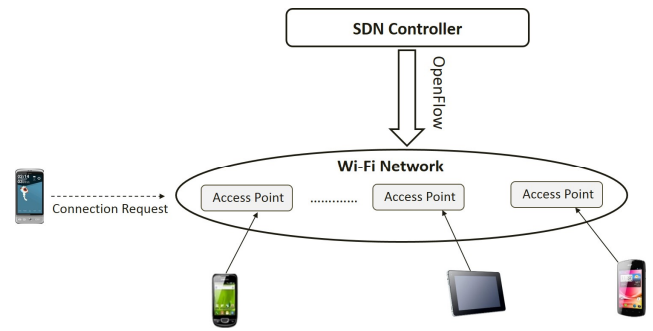 SDN Controller
OpenFlow
Wi-Fi Network
Access Point
.............
Access Point
Access Point
Connection Request